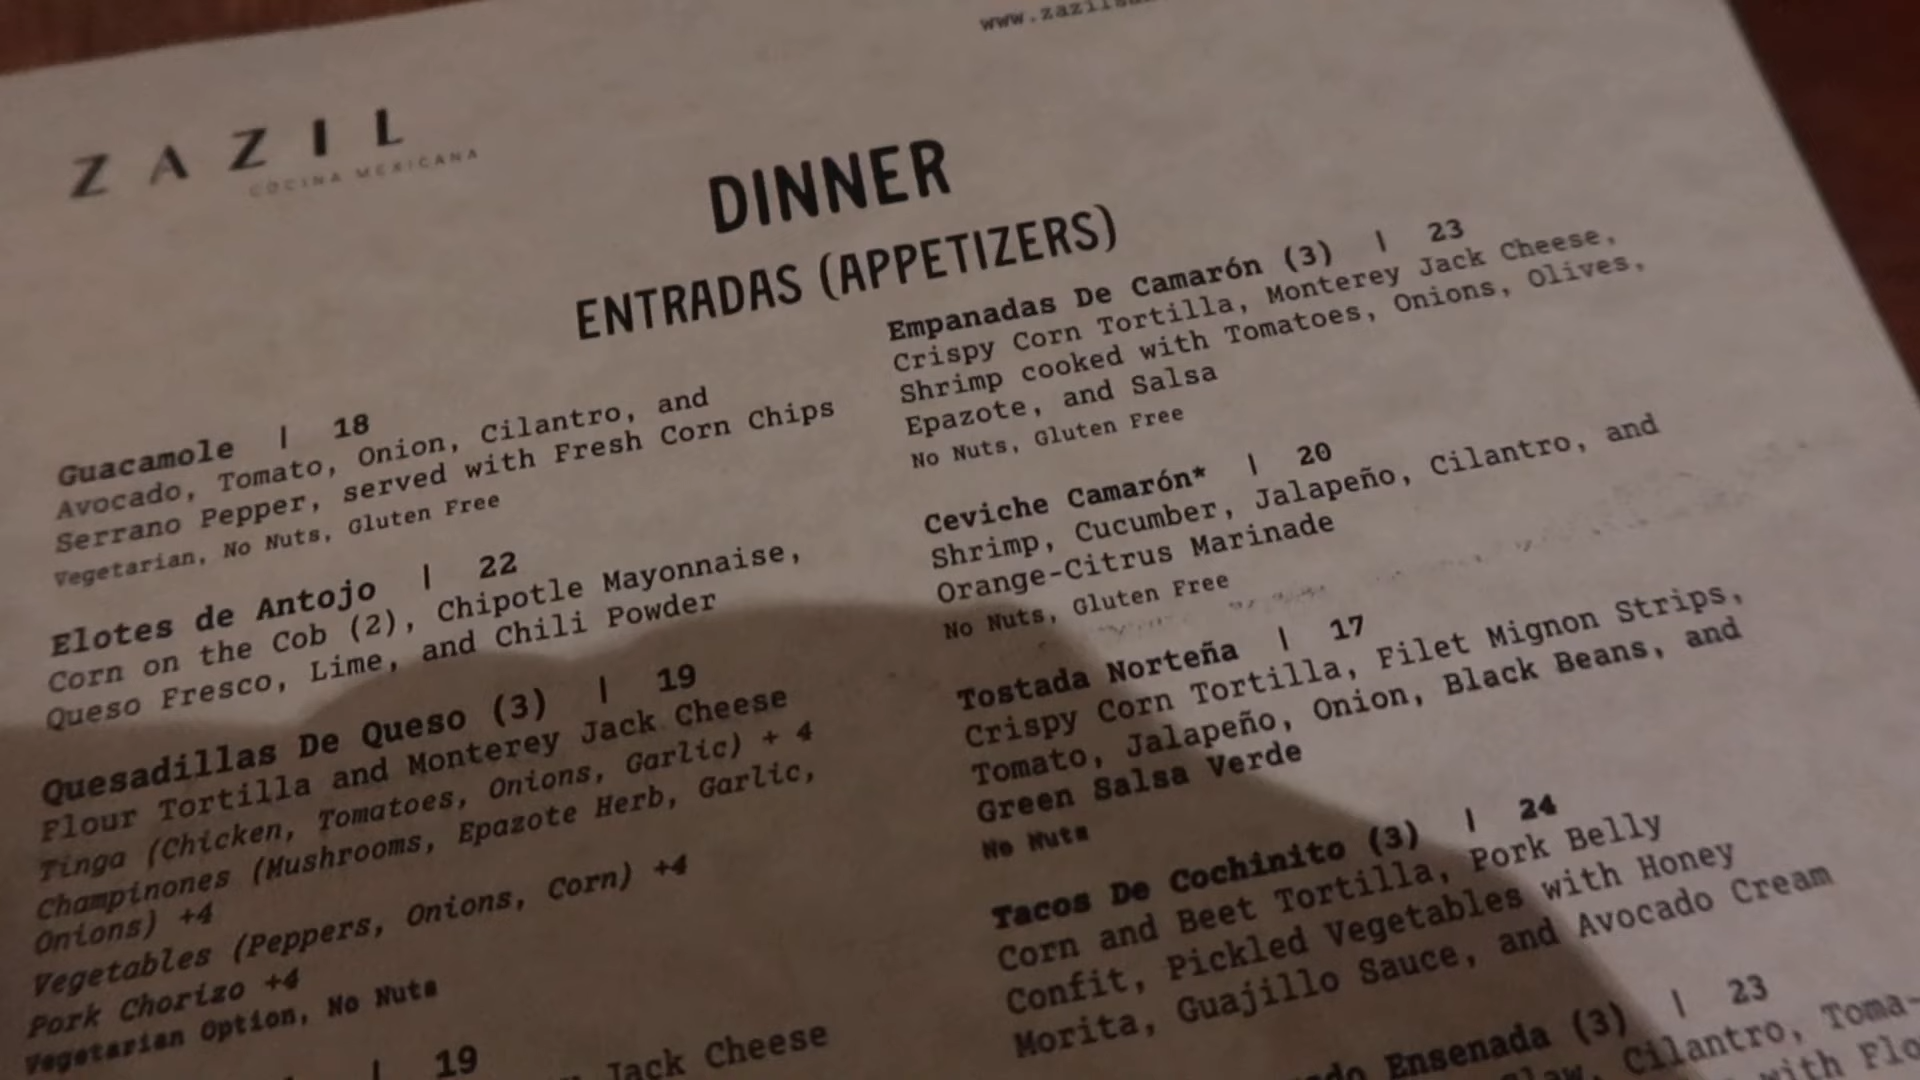 ZAZIL
COCINA MEXICANA
DINNER
ENTRADAS (APPETIZERS)
Guacamole | 18
Avocado, Tomato, Onion, Cilantro, and
Serrano Pepper, served with Fresh Corn Chips
Vegetarian, No Nuts, Gluten Free
Elotes de Antojo | 22
Corn on the Cob (2), Chipotle Mayonnaise,
Queso Fresco, Lime, and Chili Powder
Quesadillas De Queso (3) | 19
Flour Tortilla and Monterey Jack Cheese
Tinga (Chicken, Tomatoes, Onions, Garlic) + 4
Champinones (Mushrooms, Epazote Herb, Garlic,
Onions) +4
Vegetables (Peppers, Onions, Corn) +4
Pork Chorizo +4
Vegetarian Option, No Nuts
| 19
Jack Cheese
Empanadas De Camarón (3) | 23
Crispy Corn Tortilla, Monterey Jack Cheese,
Shrimp cooked with Tomatoes, Onions, Olives,
Epazote, and Salsa
No Nuts, Gluten Free
Ceviche Camarón* | 20
Shrimp, Cucumber, Jalapeño, Cilantro, and
Orange-Citrus Marinade
No Nuts, Gluten Free
Tostada Norteña | 17
Crispy Corn Tortilla, Filet Mignon Strips,
Tomato, Jalapeño, Onion, Black Beans, and
Green Salsa Verde
No Nuts
Tacos De Cochinito (3) | 24
Corn and Beet Tortilla, Pork Belly
Confit, Pickled Vegetables with Honey
Morita, Guajillo Sauce, and Avocado Cream
Ensenada (3) | 23
Cilantro, Toma-
with